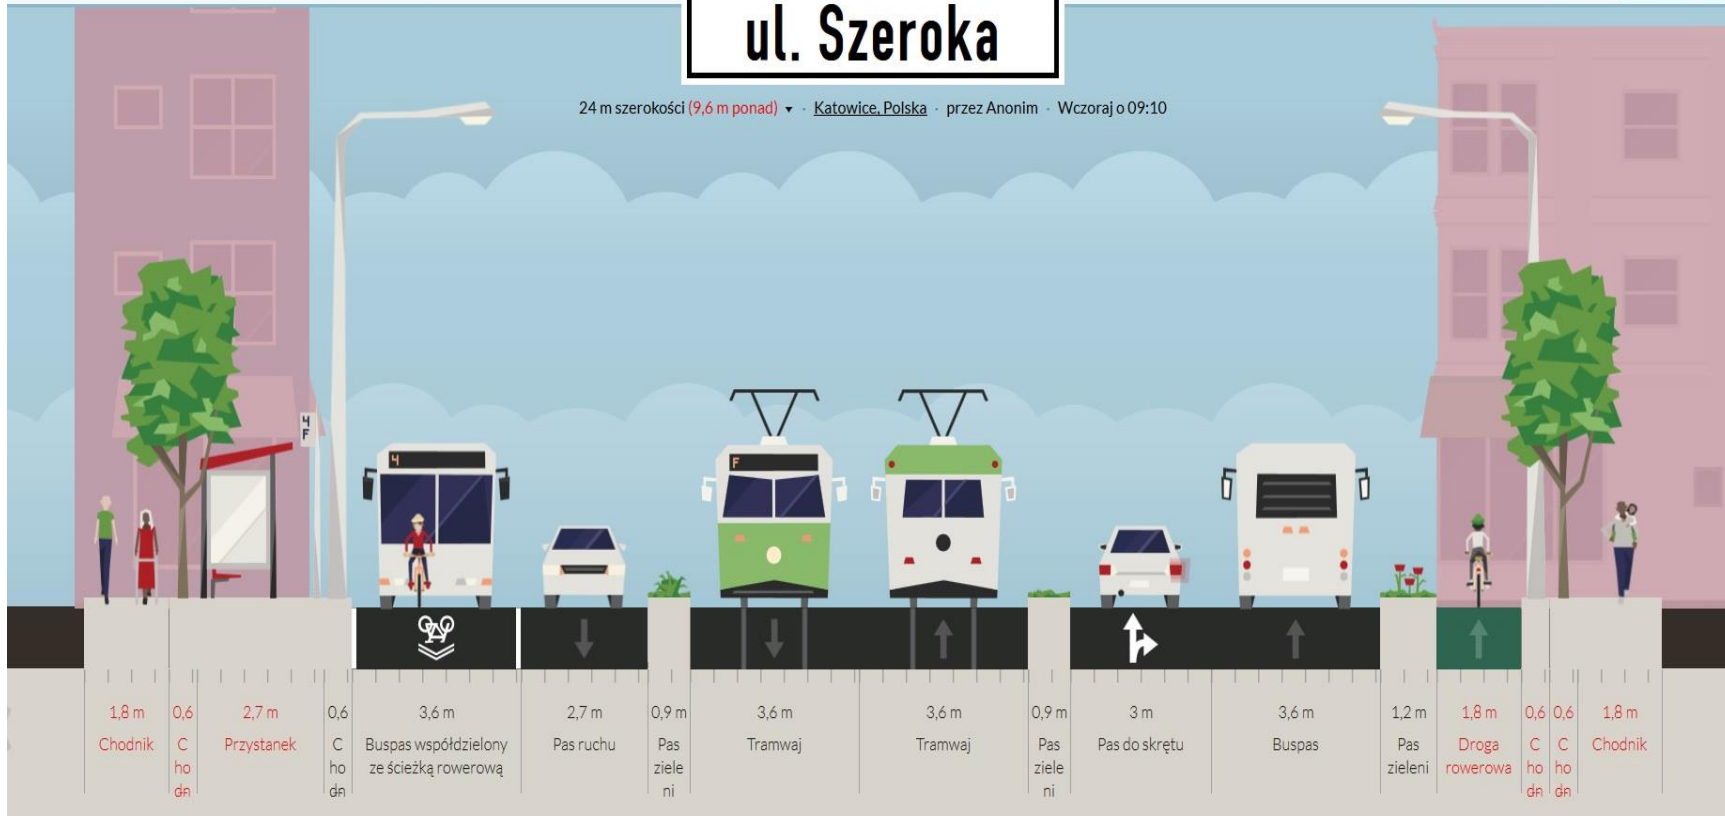 ul. Szeroka
24 m szerokości (9,6 m ponad) ▾ · Katowice, Polska · przez Anonim · Wczoraj o 09:10
4
F
4
F
1,8 m
Chodnik
0,6
C
ho
dn
2,7 m
Przystanek
0,6
C
ho
dn
3,6 m
Buspas współdzielony
ze ścieżką rowerową
2,7 m
Pas ruchu
0,9 m
Pas
ziele
ni
3,6 m
Tramwaj
3,6 m
Tramwaj
0,9 m
Pas
ziele
ni
3 m
Pas do skrętu
3,6 m
Buspas
1,2 m
Pas
zieleni
1,8 m
Droga
rowerowa
0,6
C
ho
dn
0,6
C
ho
dn
1,8 m
Chodnik